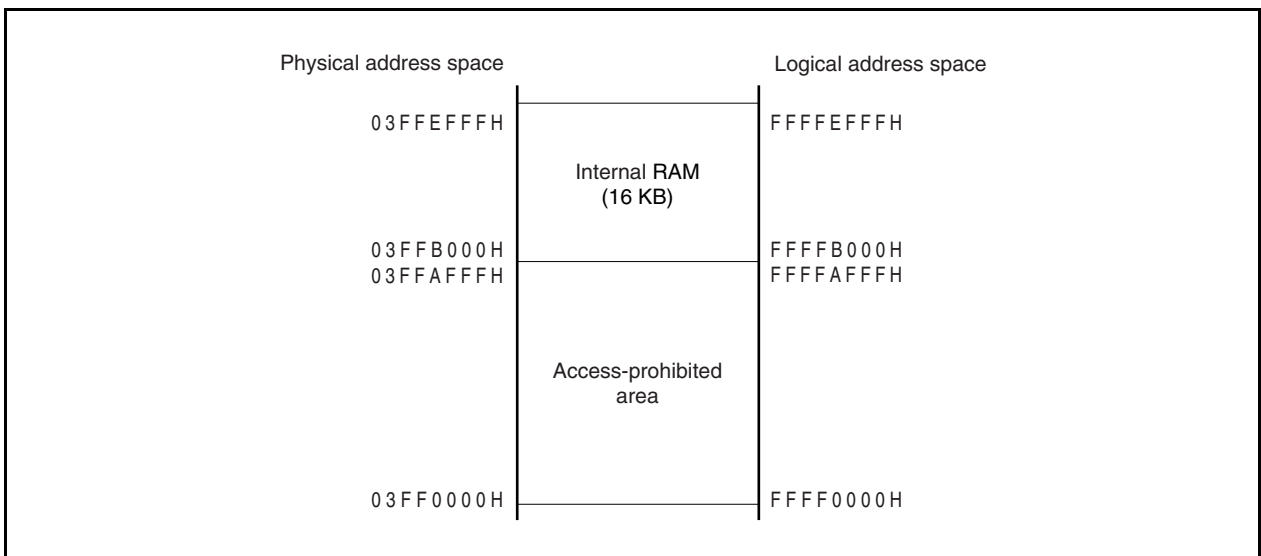 Physical address space
Logical address space
03FFEFFFH
FFFFEFFFH
Internal RAM
(16 KB)
03FFB000H
FFFFB000H
03FFAFFFH
FFFFAFFFH
Access-prohibited
area
03FF0000H
FFFF0000H